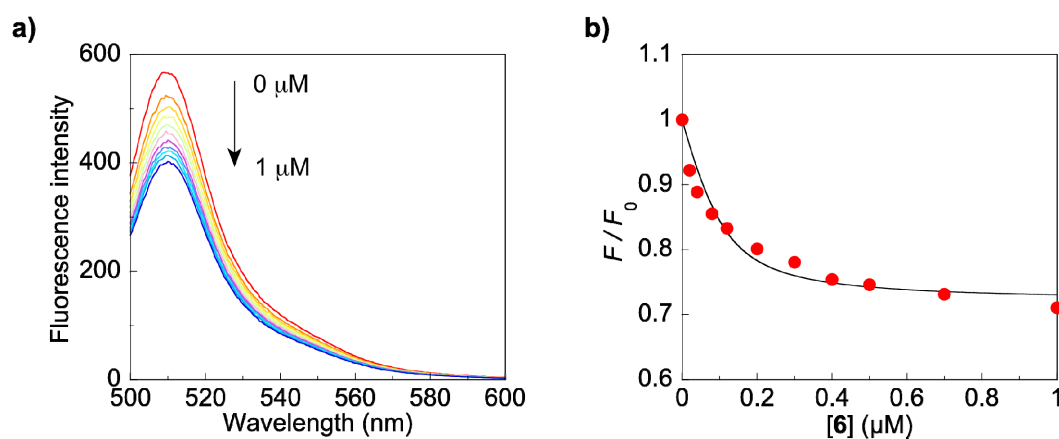 a)
600
400
200
0
Fluorescence intensity
0 μM
1 μM
500 520 540 560 580 600
Wavelength (nm)
b)
1.1
1
0.9
0.8
0.7
0.6
F / F0
0 0.2 0.4 0.6 0.8 1
[6] (μM)